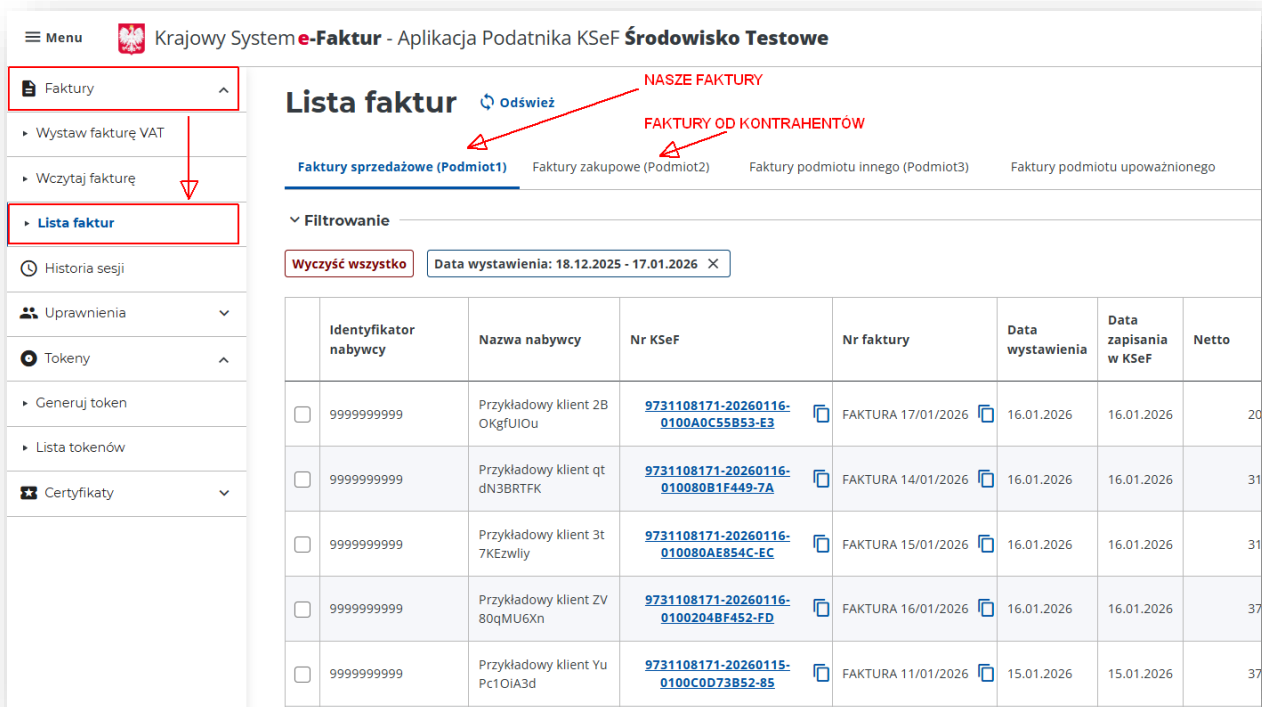 Menu
Krajowy System e-Faktur - Aplikacja Podatnika KSeF Środowisko Testowe
Faktury
Wystaw fakturę VAT
Wczytaj fakturę
Lista faktur
Historia sesji
Uprawnienia
Tokeny
Generuj token
Lista tokenów
Certyfikaty
Lista faktur
Odśwież
NASZE FAKTURY
FAKTURY OD KONTRAHENTÓW
Faktury sprzedażowe (Podmiot1)
Faktury zakupowe (Podmiot2)
Faktury podmiotu innego (Podmiot3)
Faktury podmiotu upoważnionego
Filtrowanie
Wyczyść wszystko
Data wystawienia: 18.12.2025 - 17.01.2026
Identyfikator
nabywcy
Nazwa nabywcy
Nr KSeF
Nr faktury
Data
wystawienia
Data
zapisania
w KSeF
Netto
9999999999
Przykładowy klient 2B
OKgfUIOu
9731108171-20260116-
0100A0C55B53-E3
FAKTURA 17/01/2026
16.01.2026
16.01.2026
20
9999999999
Przykładowy klient qt
dN3BRTFK
9731108171-20260116-
010080B1F449-7A
FAKTURA 14/01/2026
16.01.2026
16.01.2026
31
9999999999
Przykładowy klient 3t
7KEzwliy
9731108171-20260116-
010080AE854C-EC
FAKTURA 15/01/2026
16.01.2026
16.01.2026
31
9999999999
Przykładowy klient ZV
80qMU6Xn
9731108171-20260116-
0100204BF452-FD
FAKTURA 16/01/2026
16.01.2026
16.01.2026
37
9999999999
Przykładowy klient Yu
Pc1OiA3d
9731108171-20260115-
0100C0D73B52-85
FAKTURA 11/01/2026
15.01.2026
15.01.2026
37